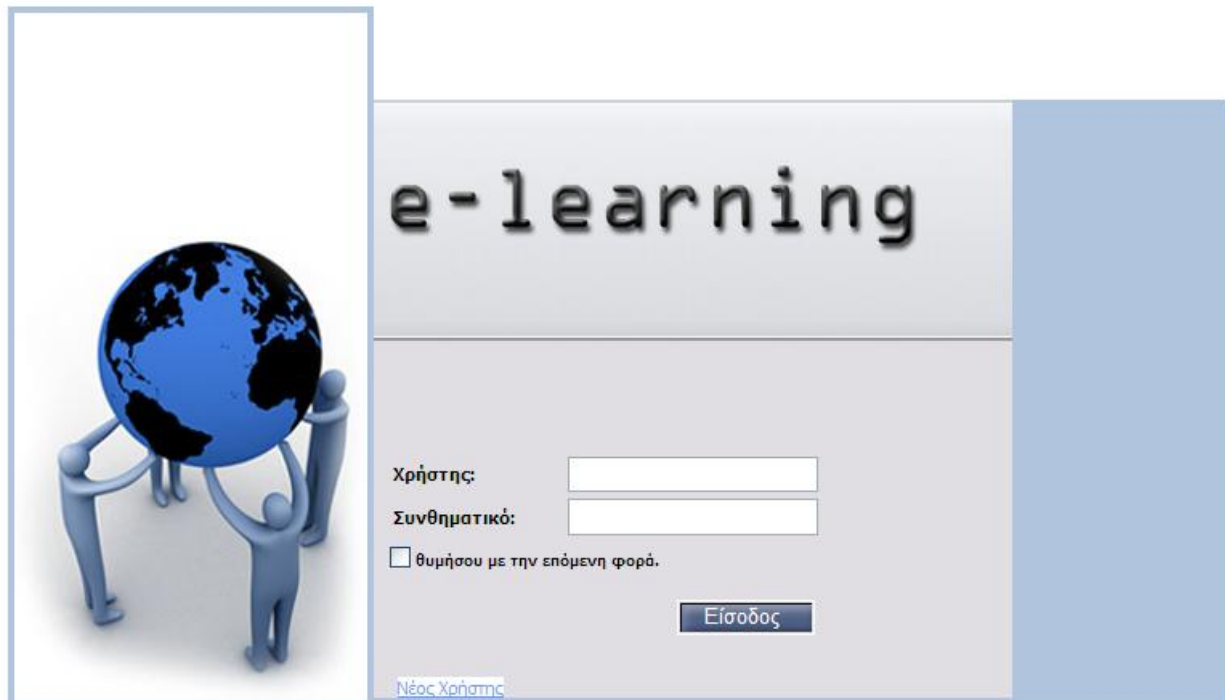 e-learning
Χρήστης:
Συνθηματικό:
θυμήσου με την επόμενη φορά.
Είσοδος
Νέος Χρήστης